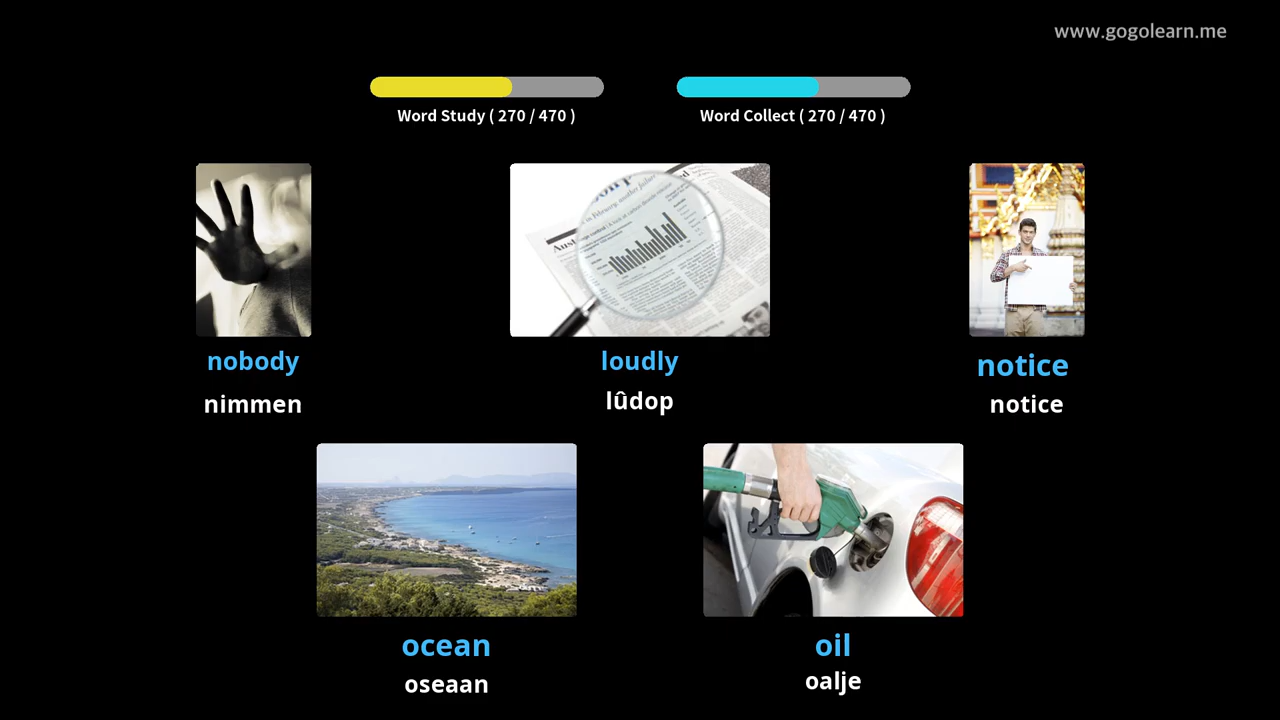 www.gogolearn.me
Word Study ( 270 / 470 )
Word Collect ( 270 / 470 )
nobody
nimmen
loudly
lûdop
notice
notice
ocean
oseaan
oil
oalje